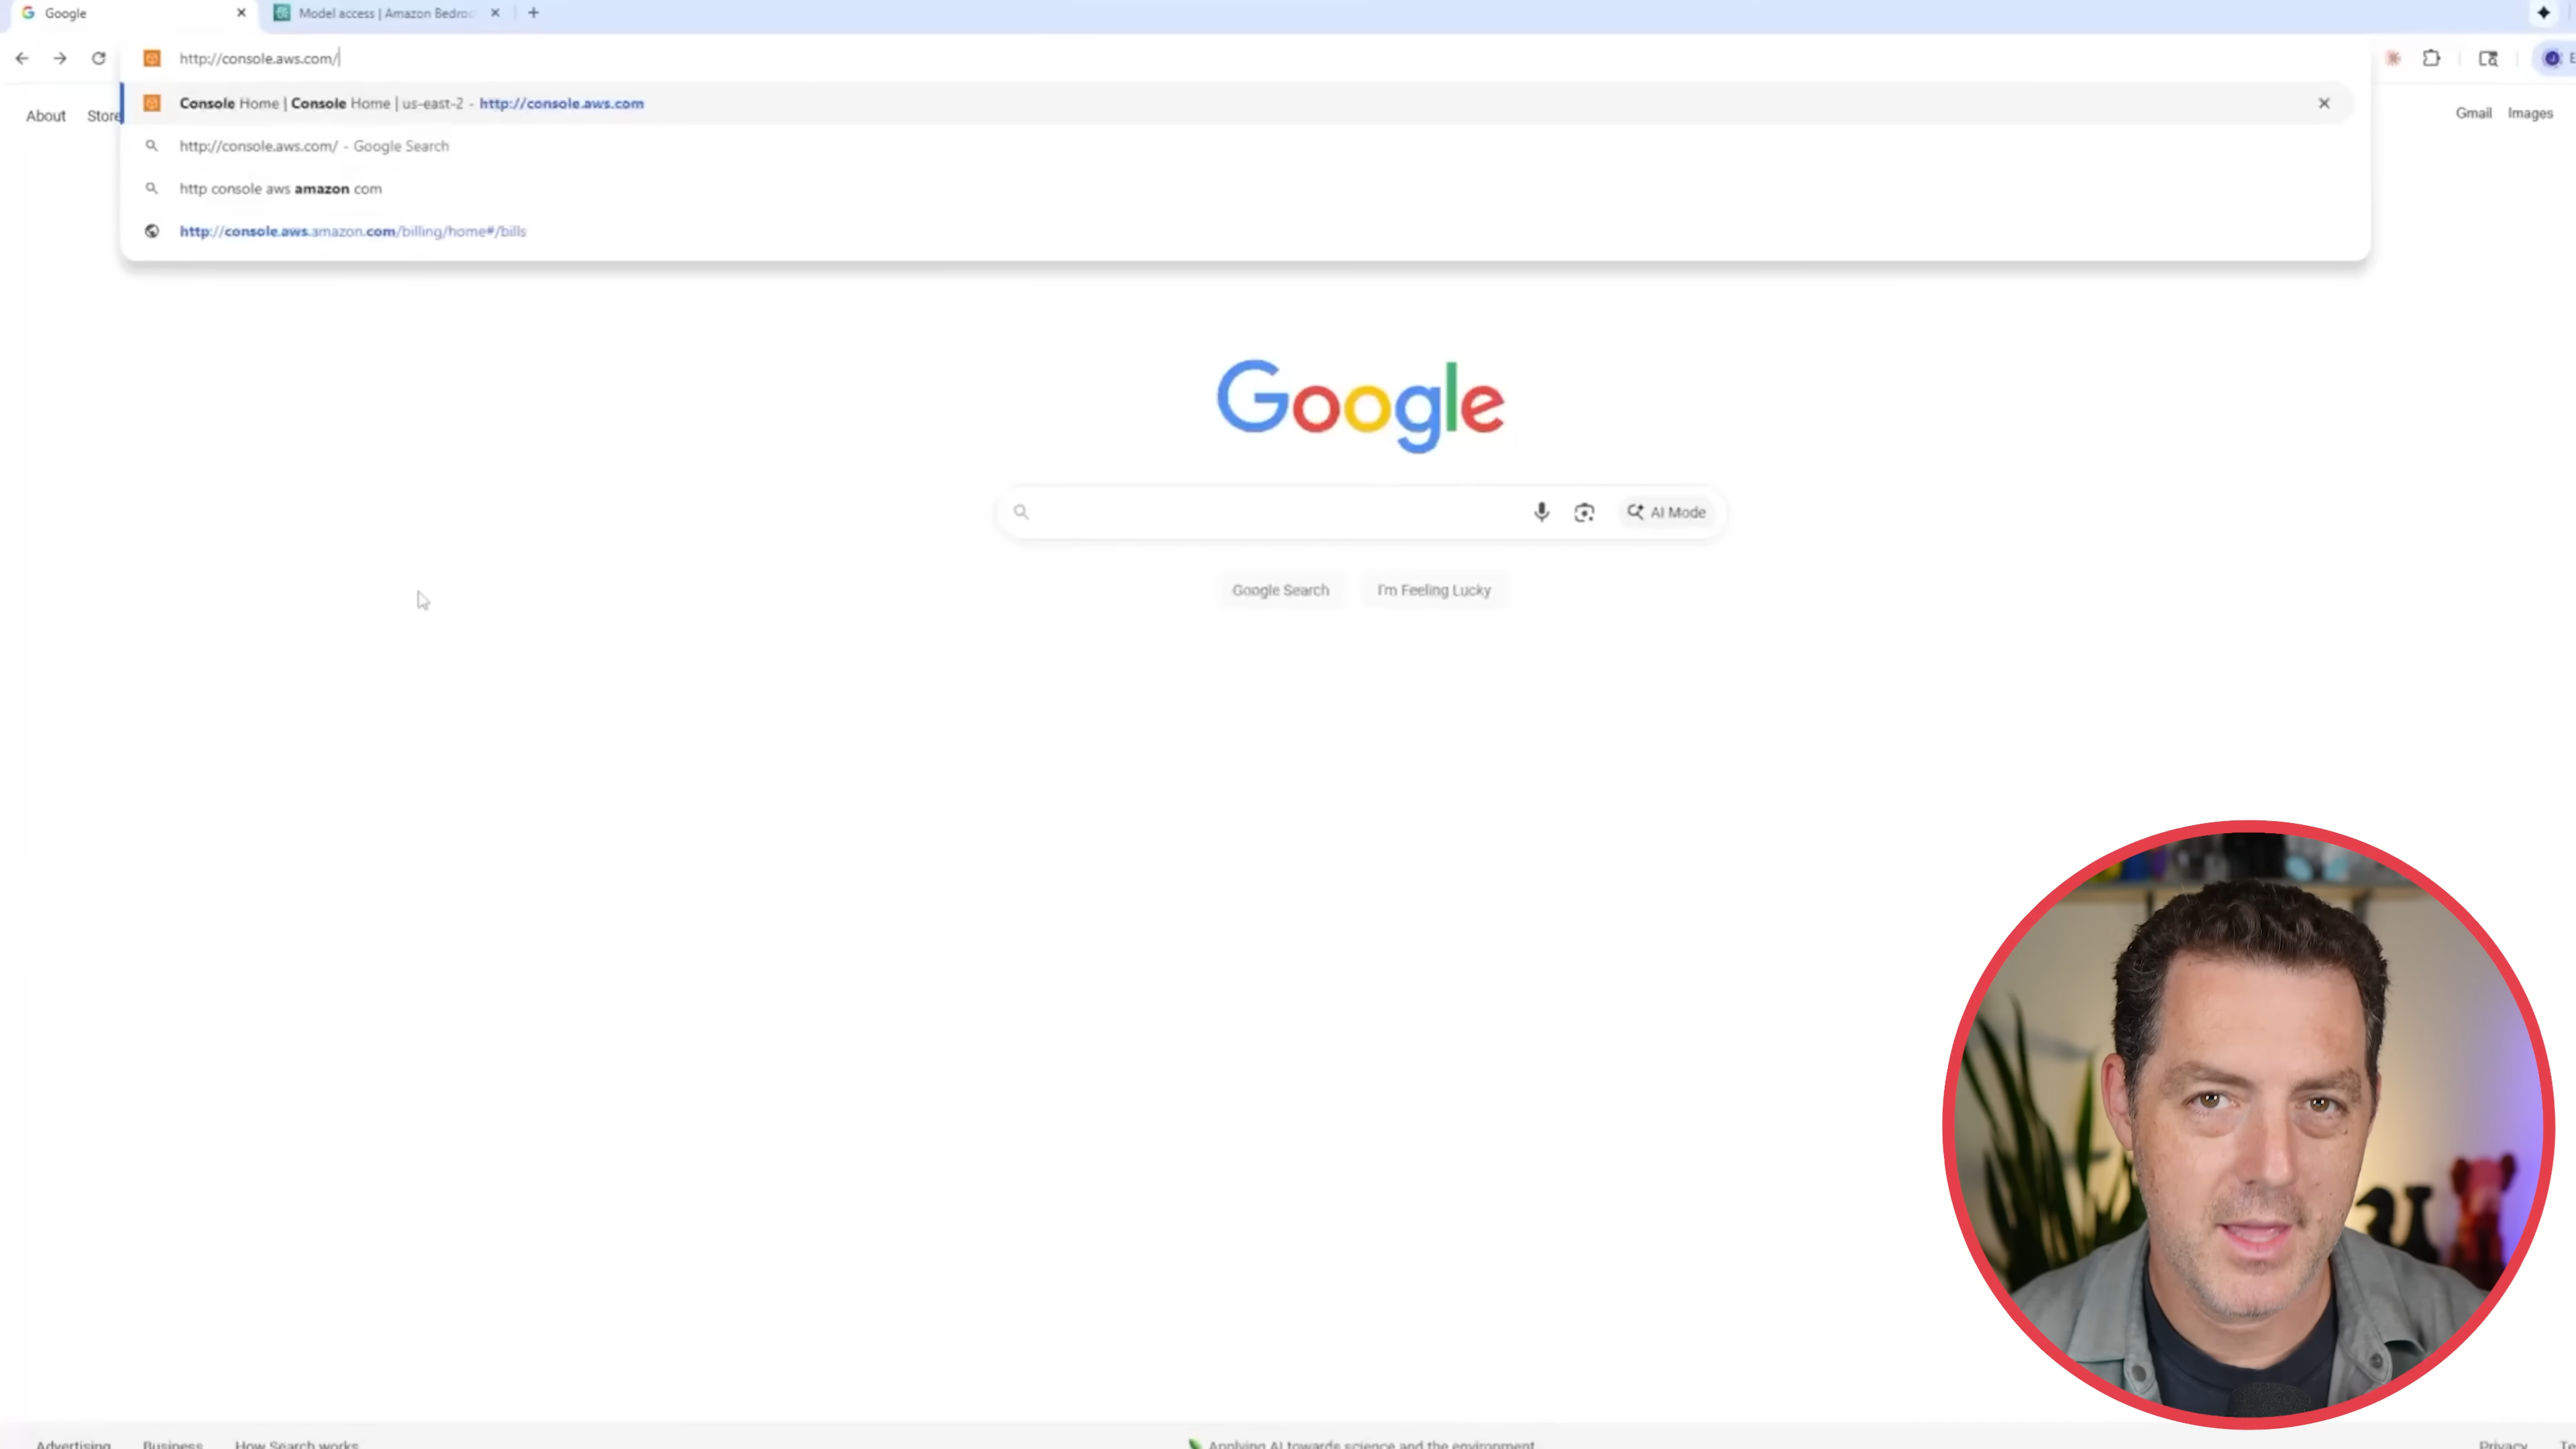 Google
Model access | Amazon Bedroc
http://console.aws.com/
Console Home | Console Home | us-east-2 - http://console.aws.com
http://console.aws.com/ - Google Search
http console aws amazon com
http://console.aws.amazon.com/billing/home#/bills
About Store
Gmail Images
Google
AI Mode
Google Search I'm Feeling Lucky
Advertising Business How Search works
Applying AI towards science and the environment
Privacy